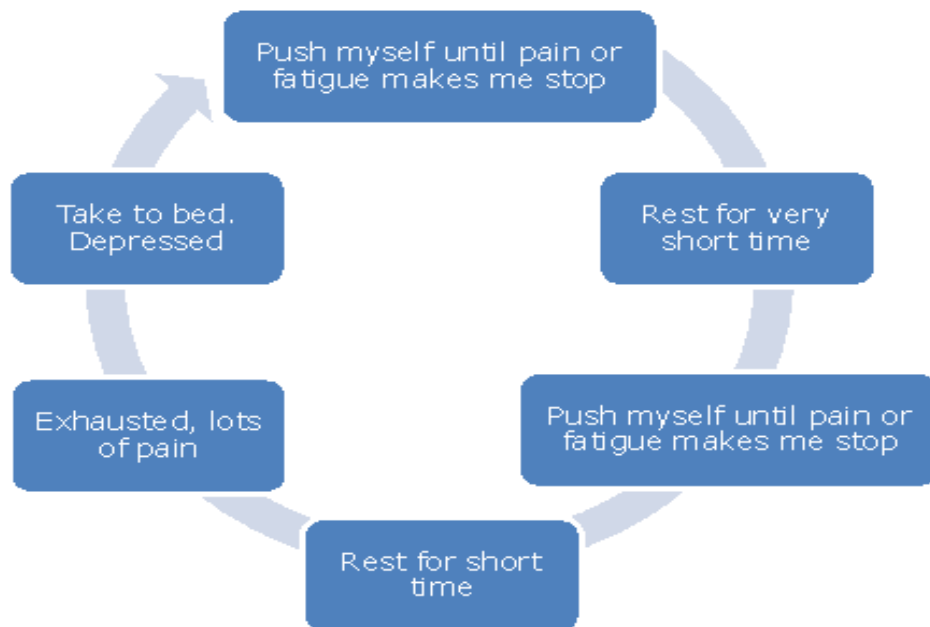 Push myself until pain or
fatigue makes me stop
Rest for very
short time
Push myself until pain or
fatigue makes me stop
Rest for short
time
Exhausted, lots
of pain
Take to bed.
Depressed